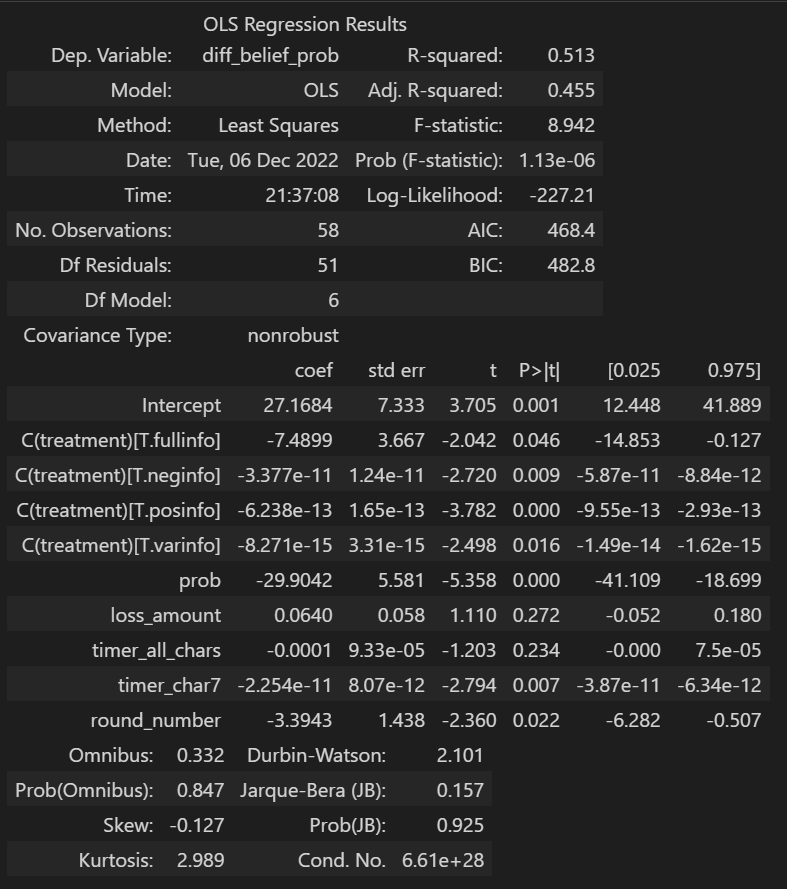 OLS Regression Results
Dep. Variable: diff_belief_prob R-squared: 0.513
Model: OLS Adj. R-squared: 0.455
Method: Least Squares F-statistic: 8.942
Date: Tue, 06 Dec 2022 Prob (F-statistic): 1.13e-06
Time: 21:37:08 Log-Likelihood: -227.21
No. Observations: 58 AIC: 468.4
Df Residuals: 51 BIC: 482.8
Df Model: 6
Covariance Type: nonrobust
coef std err t P>|t| [0.025 0.975]
Intercept 27.1684 7.333 3.705 0.001 12.448 41.889
C(treatment)[T.fullinfo] -7.4899 3.667 -2.042 0.046 -14.853 -0.127
C(treatment)[T.neginfo] -3.377e-11 1.24e-11 -2.720 0.009 -5.87e-11 -8.84e-12
C(treatment)[T.posinfo] -6.238e-13 1.65e-13 -3.782 0.000 -9.55e-13 -2.93e-13
C(treatment)[T.varinfo] -8.271e-15 3.31e-15 -2.498 0.016 -1.49e-14 -1.62e-15
prob -29.9042 5.581 -5.358 0.000 -41.109 -18.699
loss_amount 0.0640 0.058 1.110 0.272 -0.052 0.180
timer_all_chars -0.0001 9.33e-05 -1.203 0.234 -0.000 7.5e-05
timer_char7 -2.254e-11 8.07e-12 -2.794 0.007 -3.87e-11 -6.34e-12
round_number -3.3943 1.438 -2.360 0.022 -6.282 -0.507
Omnibus: 0.332 Durbin-Watson: 2.101
Prob(Omnibus): 0.847 Jarque-Bera (JB): 0.157
Skew: -0.127 Prob(JB): 0.925
Kurtosis: 2.989 Cond. No. 6.61e+28